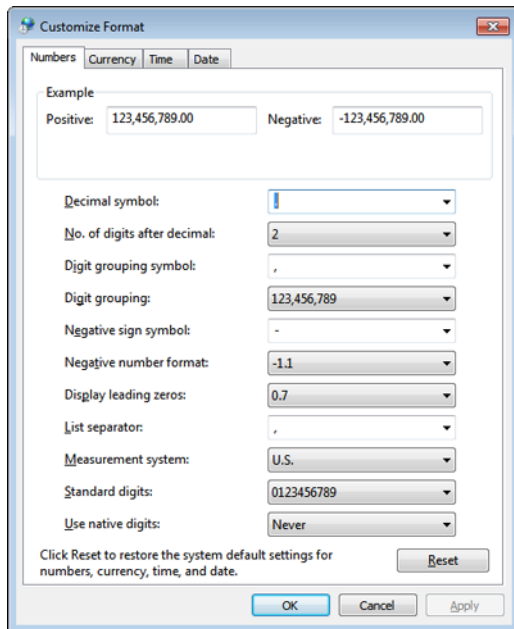 Customize Format
Numbers Currency Time Date
Example
Positive: 123,456,789.00 Negative: -123,456,789.00
Decimal symbol: .
No. of digits after decimal: 2
Digit grouping symbol: ,
Digit grouping: 123,456,789
Negative sign symbol: -
Negative number format: -1.1
Display leading zeros: 0.7
List separator: ,
Measurement system: U.S.
Standard digits: 0123456789
Use native digits: Never
Click Reset to restore the system default settings for
numbers, currency, time, and date.
Reset
OK Cancel Apply